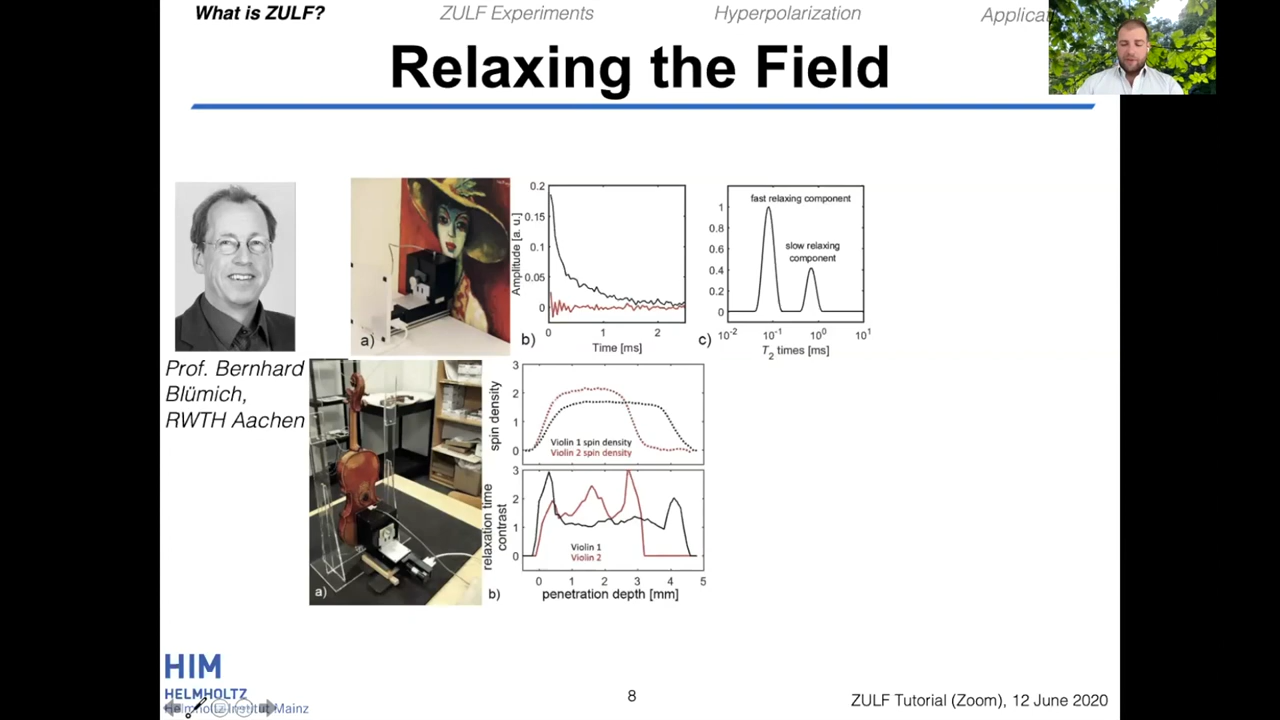 What is ZULF?
ZULF Experiments
Hyperpolarization
Applicat
Relaxing the Field
Prof. Bernhard
Blümich,
RWTH Aachen
a)
Amplitude [a. u.]
0.2
0.15
0.1
0.05
0
0
1
2
b)
Time [ms]
fast relaxing component
slow relaxing
component
1
0.8
0.6
0.4
0.2
0
10-2
10-1
100
101
c)
T2 times [ms]
a)
spin density
3
2
1
0
Violin 1 spin density
Violin 2 spin density
relaxation time
contrast
3
2
1
0
Violin 1
Violin 2
0
1
2
3
4
5
b)
penetration depth [mm]
HIM
HELMHOLTZ
Helmholtz-Institut Mainz
8
ZULF Tutorial (Zoom), 12 June 2020